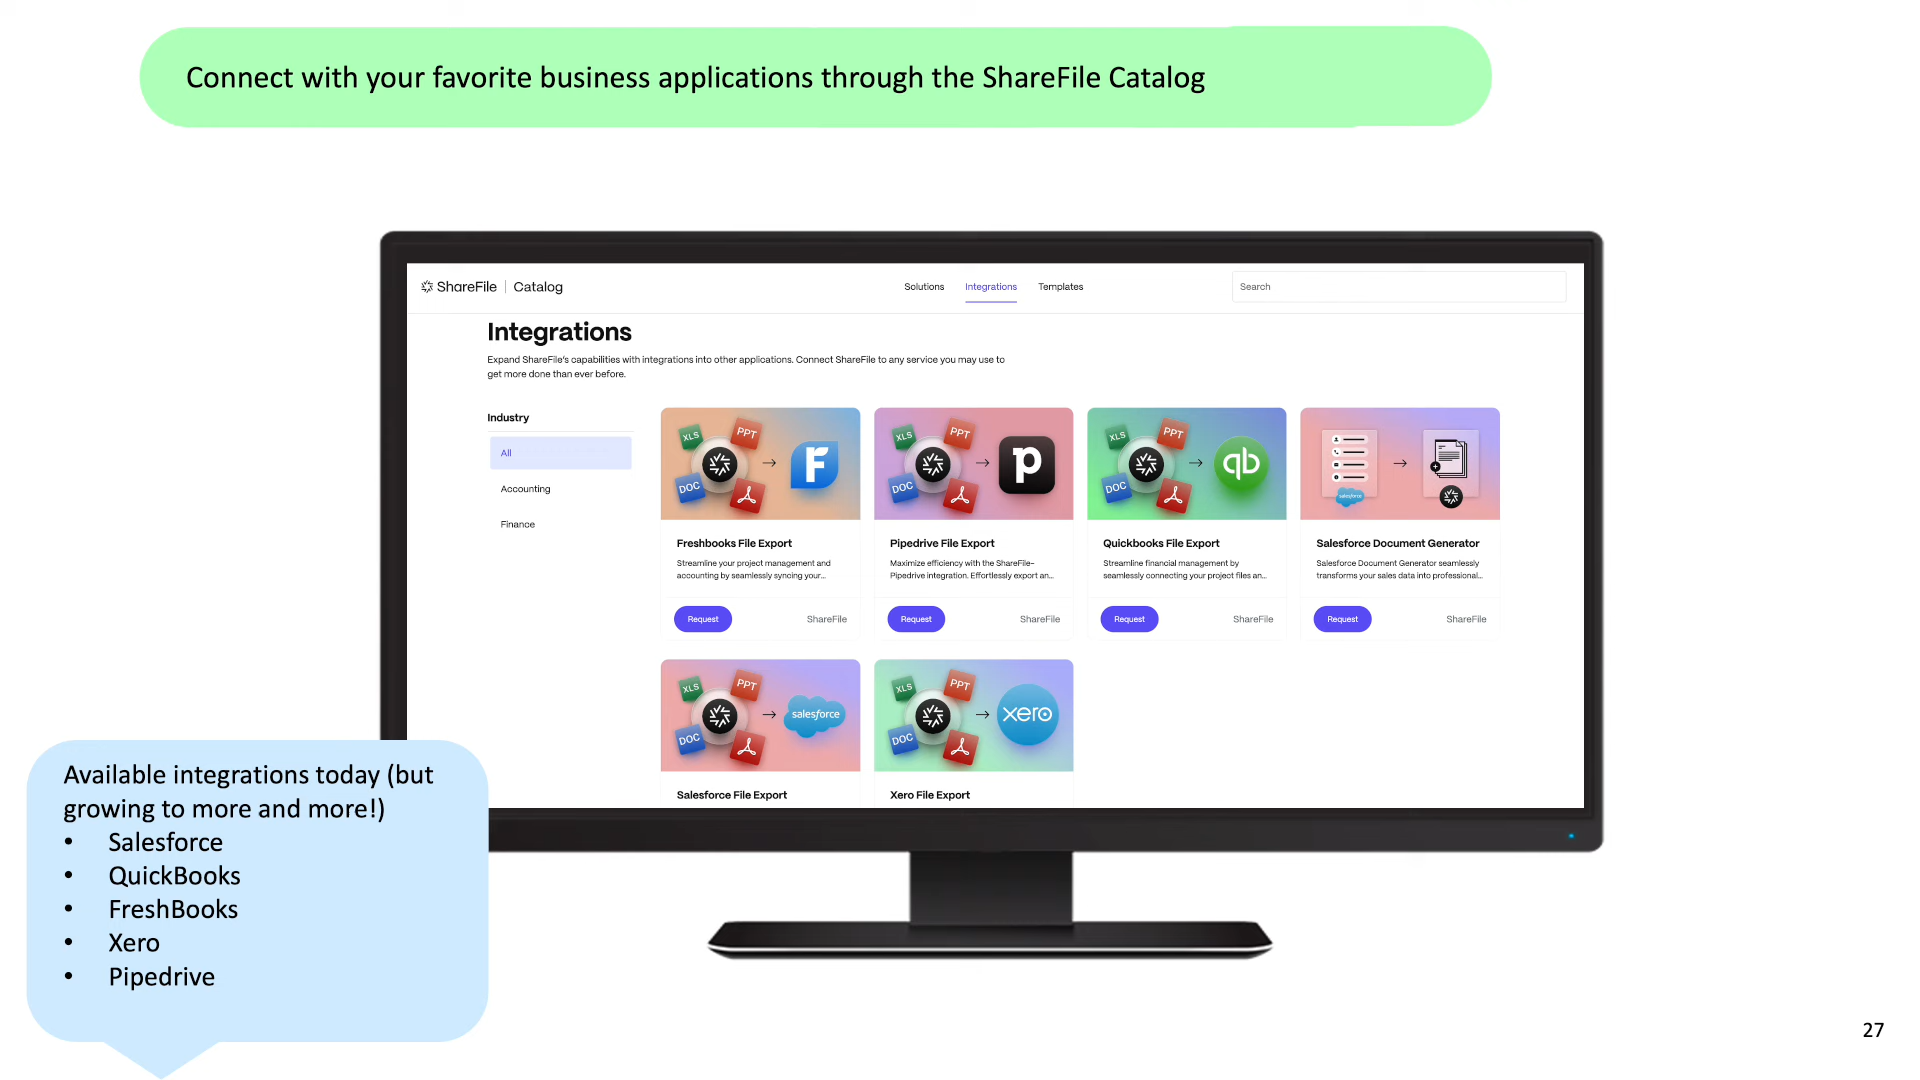 Connect with your favorite business applications through the ShareFile Catalog
ShareFile | Catalog
Solutions
Integrations
Templates
Search
Integrations
Expand ShareFile's capabilities with integrations into other applications. Connect ShareFile to any service you may use to
get more done than ever before.
Industry
All
Accounting
Finance
XLS
PPT
DOC
F
Freshbooks File Export
Streamline your project management and
accounting by seamlessly syncing your...
Request
ShareFile
XLS
PPT
DOC
p
Pipedrive File Export
Maximize efficiency with the ShareFile-
Pipedrive integration. Effortlessly export an...
Request
ShareFile
XLS
PPT
DOC
qb
Quickbooks File Export
Streamline financial management by
seamlessly connecting your project files an...
Request
ShareFile
salesforce
Salesforce Document Generator
Salesforce Document Generator seamlessly
transforms your sales data into professional...
Request
ShareFile
XLS
PPT
DOC
salesforce
Salesforce File Export
XLS
PPT
DOC
xero
Xero File Export
Available integrations today (but
growing to more and more!)
• Salesforce
• QuickBooks
• FreshBooks
• Xero
• Pipedrive
27